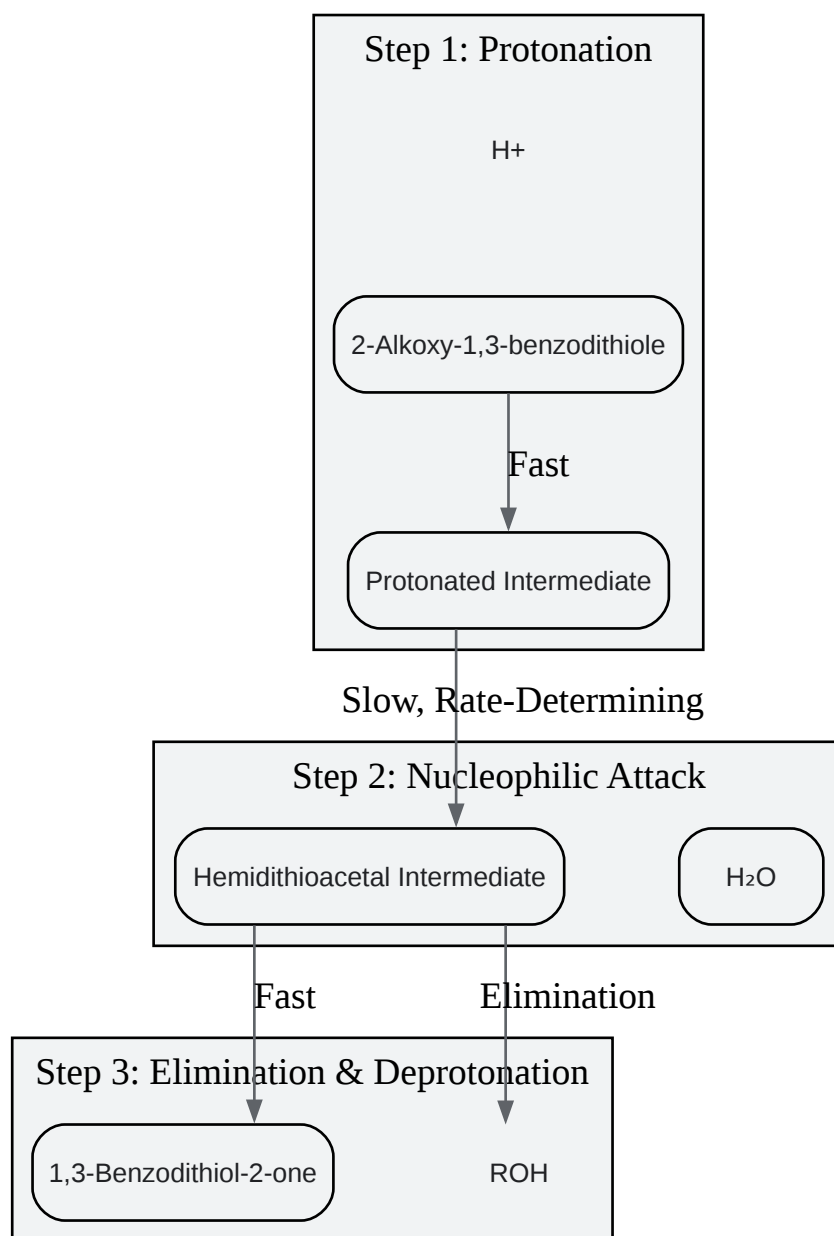 Step 1: Protonation
H+
2-Alkoxy-1,3-benzodithiole
Fast
Protonated Intermediate
Slow, Rate-Determining
Step 2: Nucleophilic Attack
Hemidithioacetal Intermediate
H₂O
Fast
Elimination
Step 3: Elimination & Deprotonation
1,3-Benzodithiol-2-one
ROH